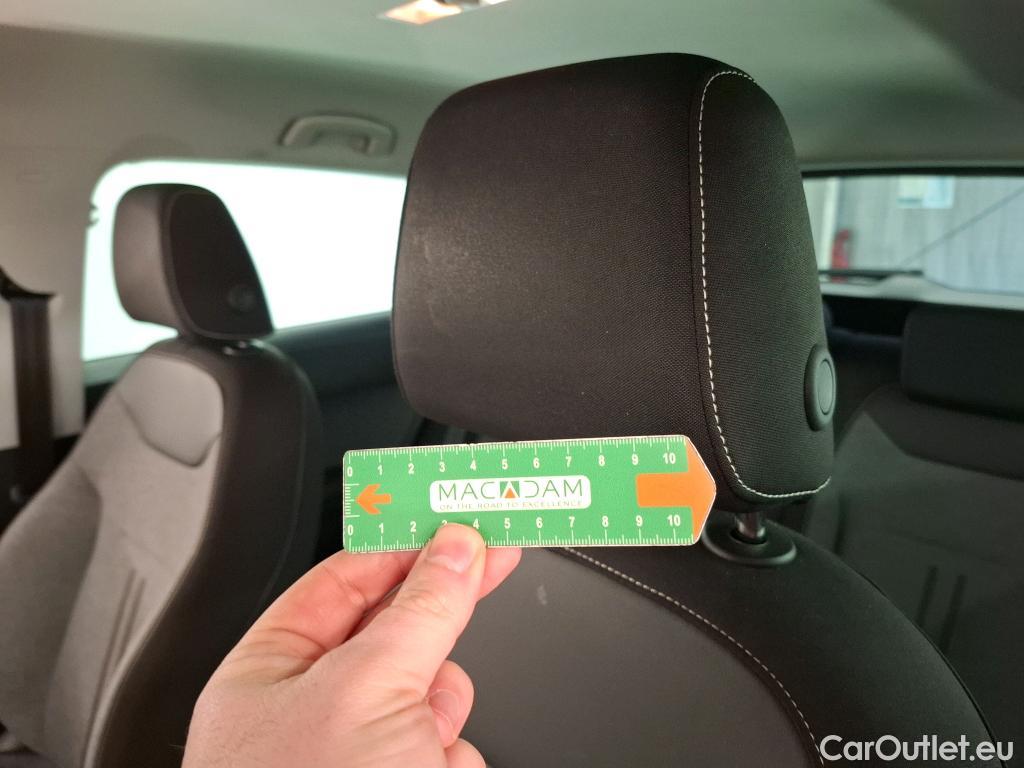 0 1 2 3 4 5 6 7 8 9 10
MACADAM
ON THE ROAD TO EXCELLENCE
0 1 2 3 4 5 6 7 8 9 10
CarOutlet.eu